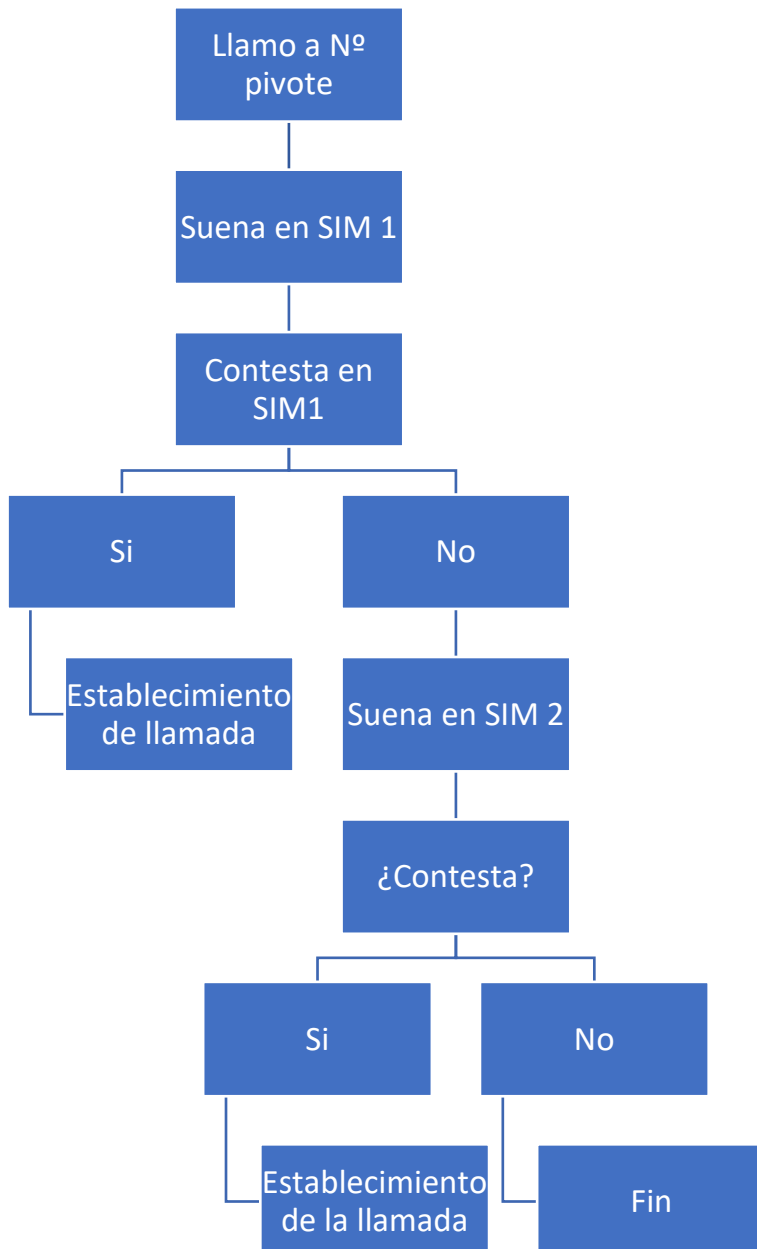 Llamo a Nº
pivote
Suena en SIM 1
Contesta en
SIM1
Si
No
Establecimiento
de llamada
Suena en SIM 2
¿Contesta?
Si
No
Establecimiento
de la llamada
Fin